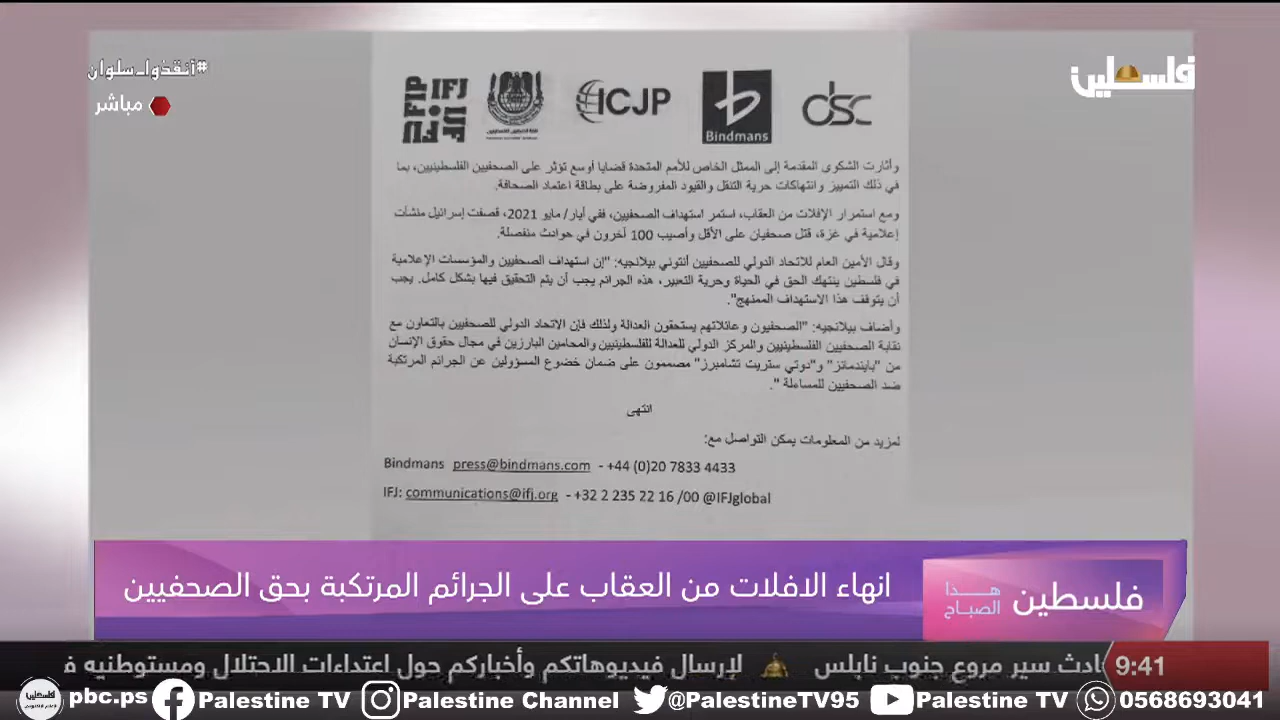 #أنقذوا_سلوان
مباشر
فلسطين
IFJ
ICJP
Bindmans
dsc
وأثارت الشكوى المقدمة إلى الممثل الخاص للأمم المتحدة قضايا أوسع تؤثر على الصحفيين الفلسطينيين، بما
في ذلك التمييز وانتهاكات حرية التنقل والقيود المفروضة على بطاقة اعتماد الصحافة.
ومع استمرار الإفلات من العقاب، استمر استهداف الصحفيين، ففي أيار/ مايو 2021، قصفت إسرائيل منشآت
إعلامية في غزة، قتل صحفيان على الأقل وأصيب 100 آخرون في حوادث منفصلة.
وقال الأمين العام للاتحاد الدولي للصحفيين أنتوني بيلانجيه: "إن استهداف الصحفيين والمؤسسات الإعلامية
في فلسطين ينتهك الحق في الحياة وحرية التعبير، هذه الجرائم يجب أن يتم التحقيق فيها بشكل كامل. يجب
أن يتوقف هذا الاستهداف الممنهج".
وأضاف بيلانجيه: "الصحفيون وعائلاتهم يستحقون العدالة ولذلك فإن الاتحاد الدولي للصحفيين بالتعاون مع
نقابة الصحفيين الفلسطينيين والمركز الدولي للعدالة للفلسطينيين والمحامين البارزين في مجال حقوق الإنسان
من "بايندمانز" و"دوتي ستريت تشامبرز" مصممون على ضمان خضوع المسؤولين عن الجرائم المرتكبة
ضد الصحفيين للمساءلة ".
انتهى
لمزيد من المعلومات يمكن التواصل مع:
Bindmans press@bindmans.com - +44 (0)20 7833 4433
IFJ: communications@ifj.org - +32 2 235 22 16 /00 @IFJglobal
فلسطين هذا الصباح
انهاء الافلات من العقاب على الجرائم المرتكبة بحق الصحفيين
9:41 ادث سير مروع جنوب نابلس لإرسال فيديوهاتكم وأخباركم حول اعتداءات الاحتلال ومستوطنيه ف
pbc.ps Palestine TV Palestine Channel @PalestineTV95 Palestine TV 0568693041